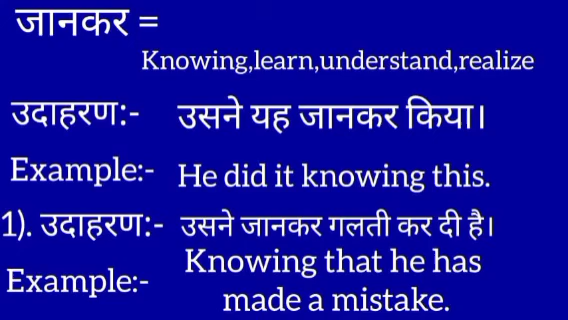 जानकर =
Knowing,learn,understand,realize
उदाहरण:- उसने यह जानकर किया।
Example:- He did it knowing this.
1). उदाहरण:- उसने जानकर गलती कर दी है।
Knowing that he has
Example:- made a mistake.